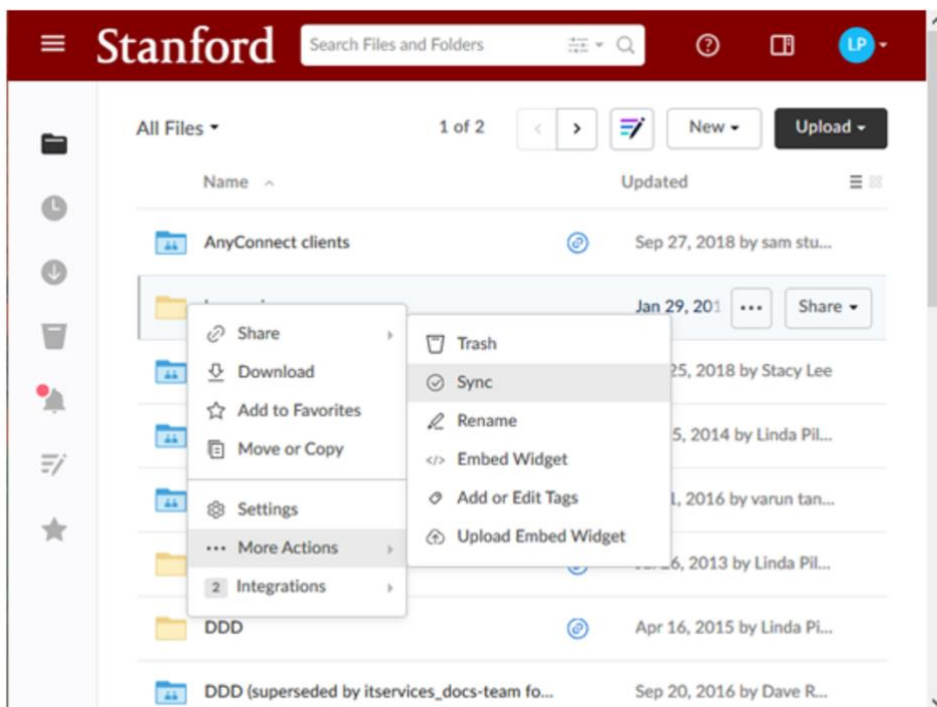 Stanford Search Files and Folders LP
All Files 1 of 2 New Upload
Name Updated
AnyConnect clients Sep 27, 2018 by sam stu...
Jan 29, 201 ... Share
Share
Download
Add to Favorites
Move or Copy
Settings
... More Actions
2 Integrations
Trash
Sync
Rename
Embed Widget
Add or Edit Tags
Upload Embed Widget
25, 2018 by Stacy Lee
5, 2014 by Linda Pil...
1, 2016 by varun tan...
6, 2013 by Linda Pil...
DDD Apr 16, 2015 by Linda Pi...
DDD (superseded by itservices_docs-team fo... Sep 20, 2016 by Dave R...